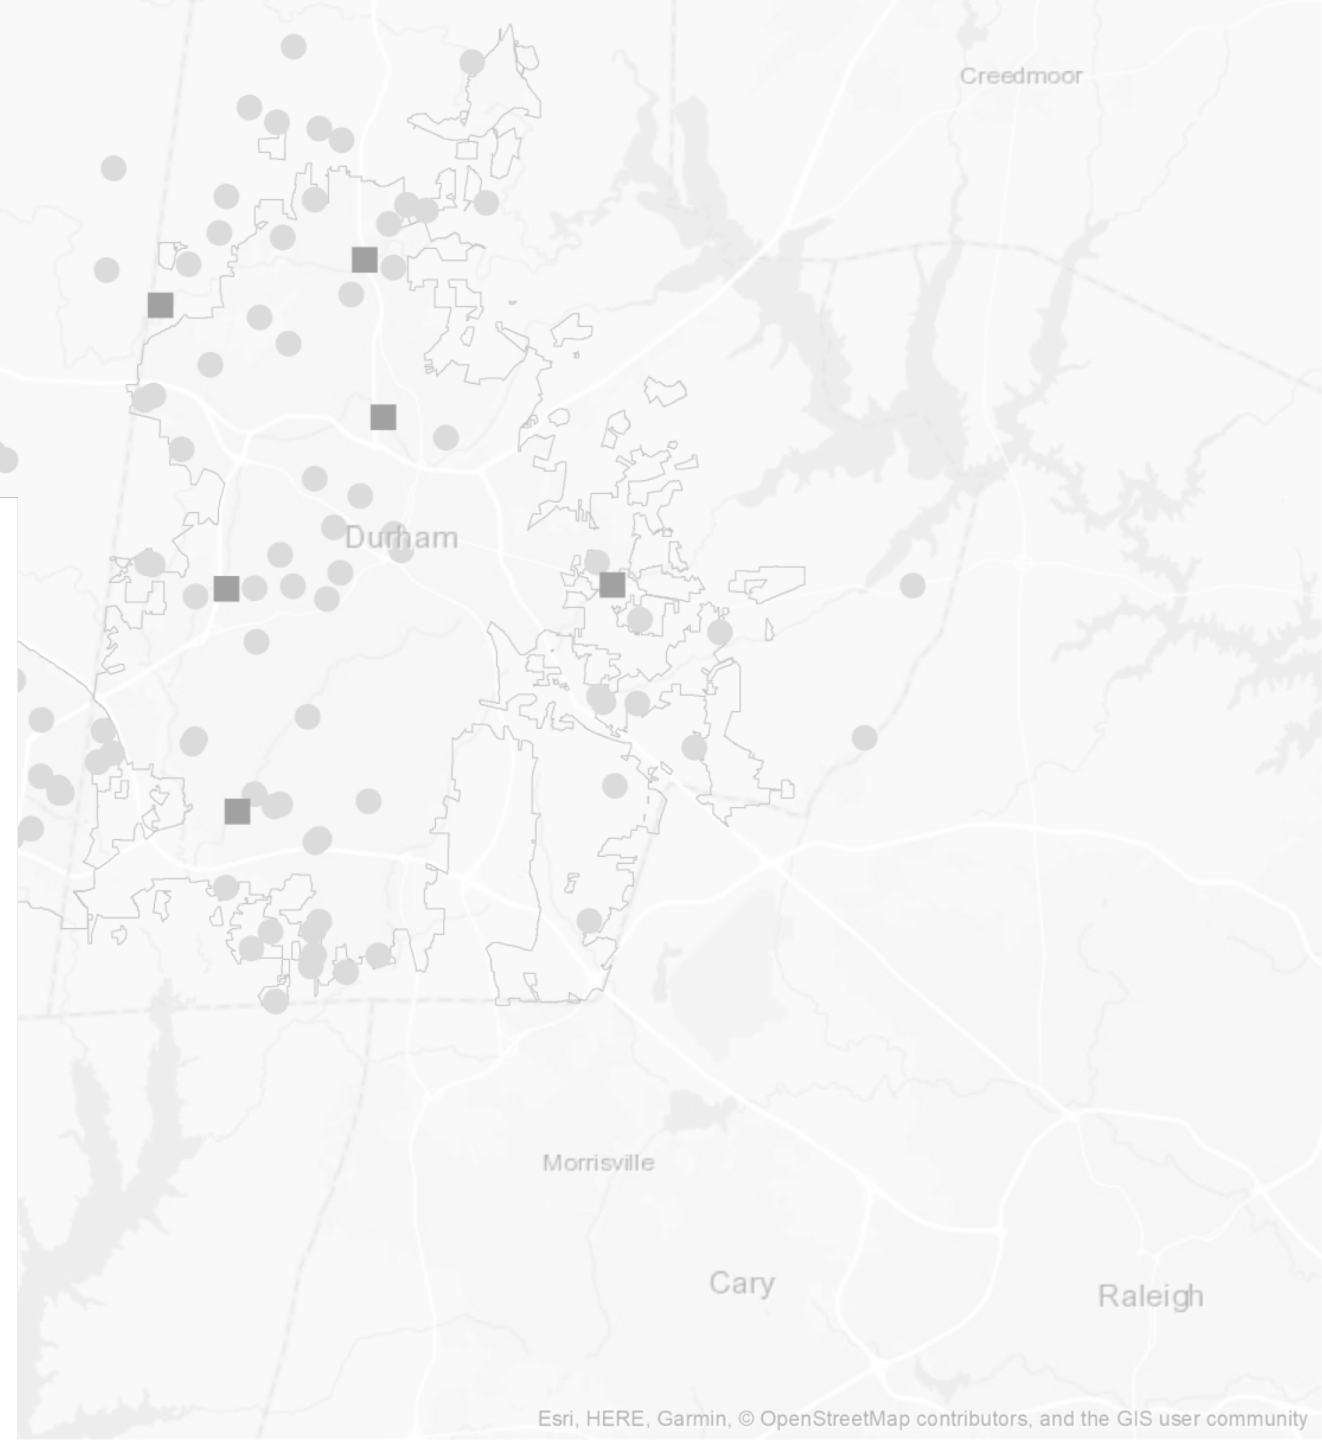 Creedmoor
Durham
Morrisville
Cary
Raleigh
Esri, HERE, Garmin, © OpenStreetMap contributors, and the GIS user community